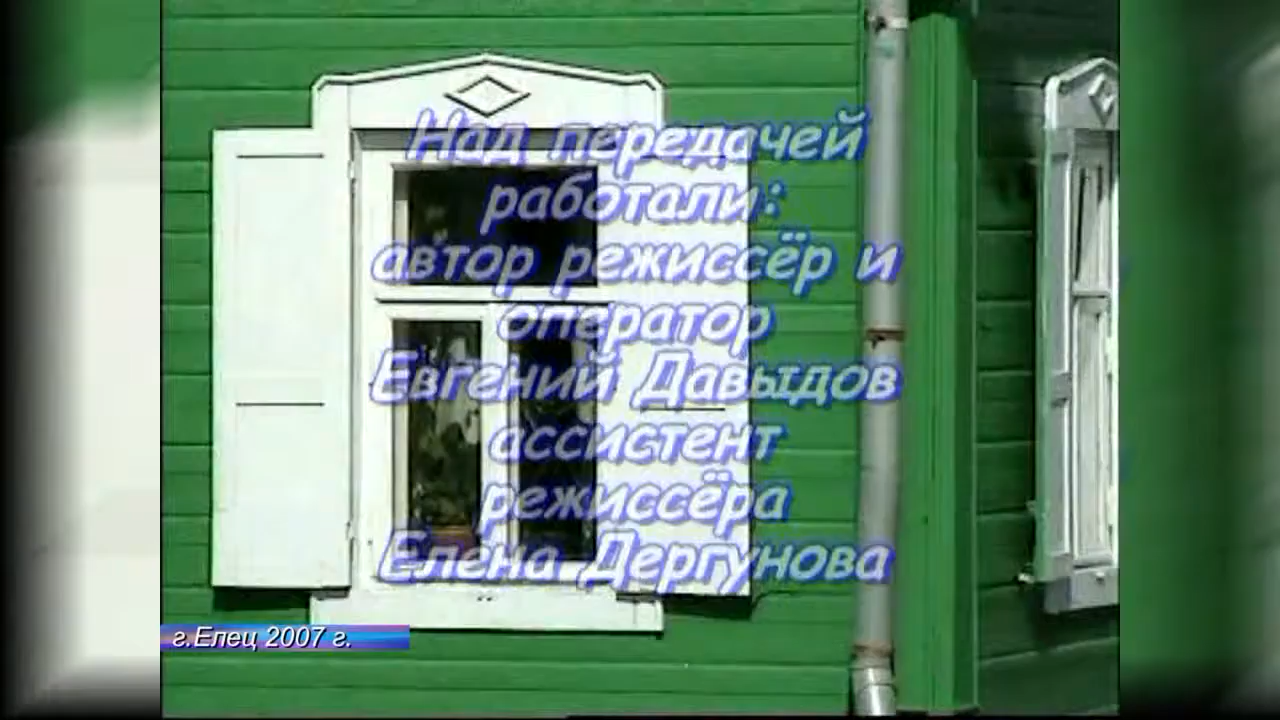 Над передачей
работали:
автор режиссёр и
оператор
Евгений Давыдов
ассистент
режиссёра
Елена Дергунова
г.Елец 2007 г.